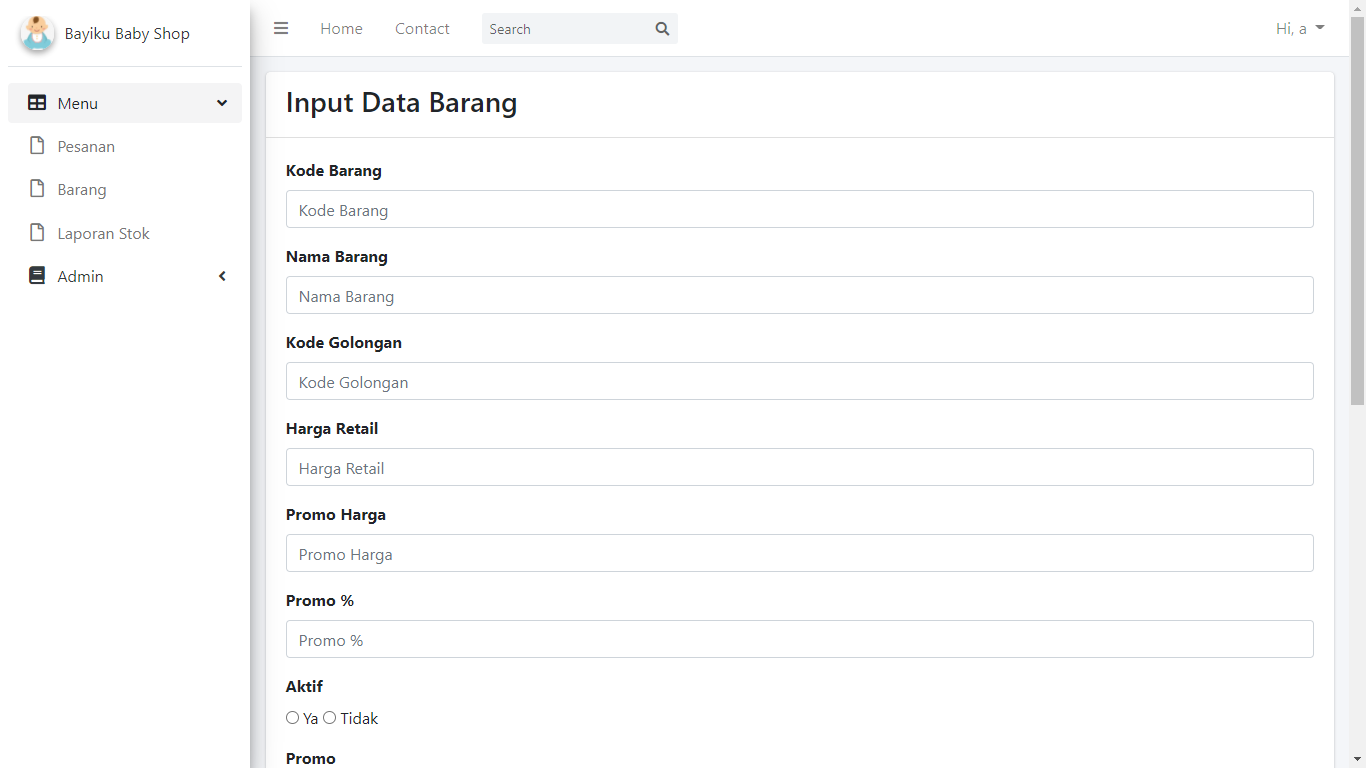 Bayiku Baby Shop
Home
Contact
Search
Hi, a
Menu
Pesanan
Barang
Laporan Stok
Admin
Input Data Barang
Kode Barang
Kode Barang
Nama Barang
Nama Barang
Kode Golongan
Kode Golongan
Harga Retail
Harga Retail
Promo Harga
Promo Harga
Promo %
Promo %
Aktif
Ya Tidak
Promo